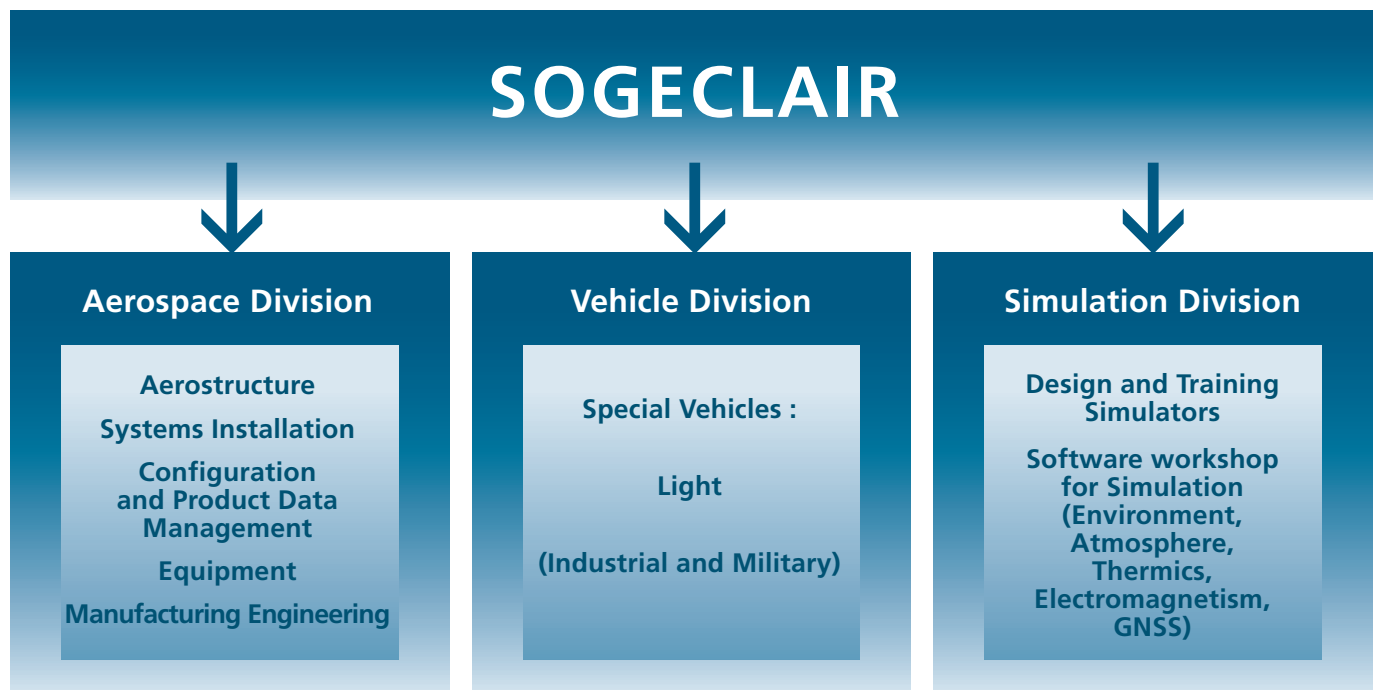 SOGECLAIR
Aerospace Division
Aerostructure
Systems Installation
Configuration
and Product Data
Management
Equipment
Manufacturing Engineering
Vehicle Division
Special Vehicles :
Light
(Industrial and Military)
Simulation Division
Design and Training
Simulators
Software workshop
for Simulation
(Environment,
Atmosphere,
Thermics,
Electromagnetism,
GNSS)